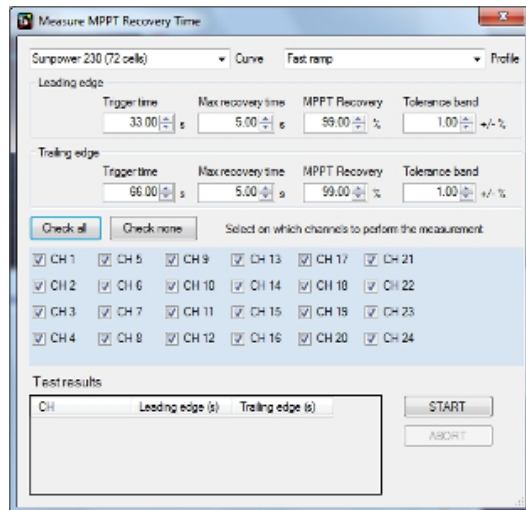 Measure MPPT Recovery Time
Sunpower 230 (72 cells) Curve Fast ramp Profile
Leading edge
Trigger time Max recovery time MPPT Recovery Tolerance band
33.00 s 5.00 s 99.00 % 1.00 +/- %
Trailing edge
Trigger time Max recovery time MPPT Recovery Tolerance band
66.00 s 5.00 s 99.00 % 1.00 +/- %
Check all Check none Select on which channels to perform the measurement
CH 1 CH 5 CH 9 CH 13 CH 17 CH 21
CH 2 CH 6 CH 10 CH 14 CH 18 CH 22
CH 3 CH 7 CH 11 CH 15 CH 19 CH 23
CH 4 CH 8 CH 12 CH 16 CH 20 CH 24
Test results
CH Leading edge (s) Trailing edge (s)
START
ABORT